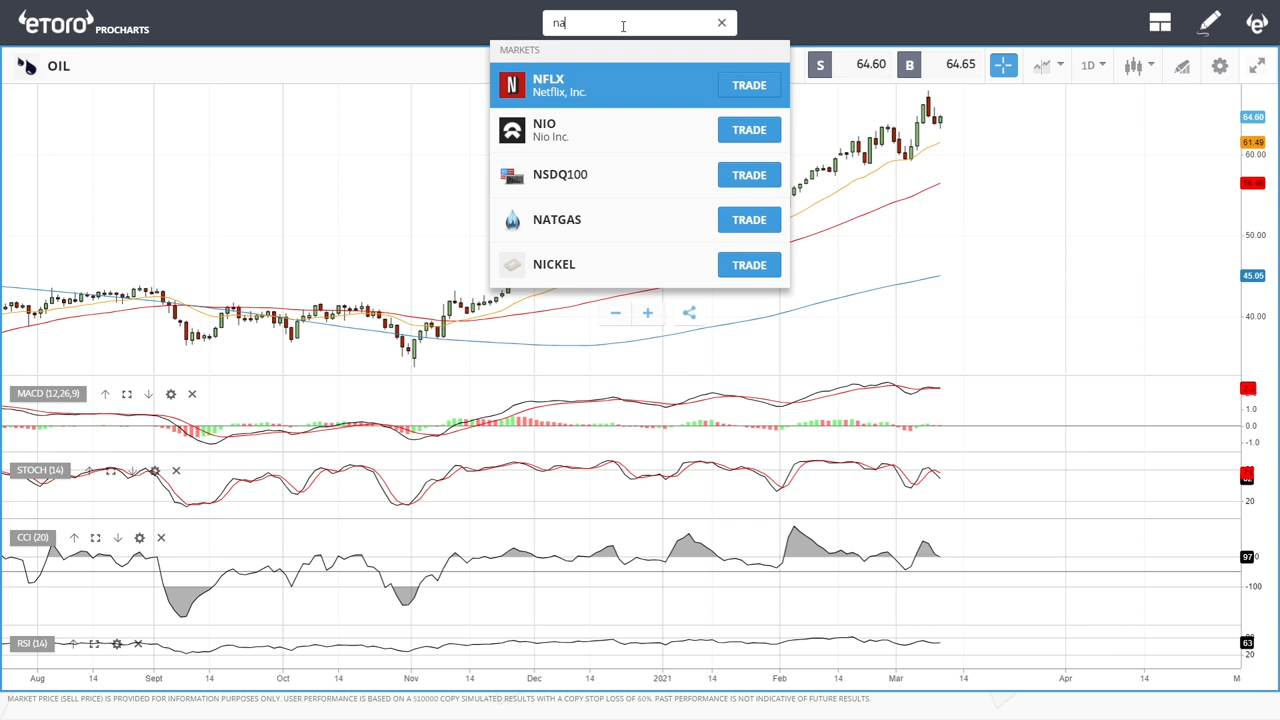 eTORO PROCHARTS
na
MARKETS
OIL
S 64.60 B 64.65
1D
NFLX
Netflix, Inc.
TRADE
NIO
Nio Inc.
TRADE
NSDQ100
TRADE
NATGAS
TRADE
NICKEL
TRADE
64.60
61.49
60.00
50.00
45.05
40.00
MACD (12,26,9)
1.0
0.0
-1.0
STOCH (14)
20
CCI (20)
97
-100
RSI (14)
63
20
Aug 14 Sept 14 Oct 14 Nov 14 Dec 14 2021 14 Feb 14 Mar 14 Apr 14 M
MARKET PRICE (SELL PRICE) IS PROVIDED FOR INFORMATION PURPOSES ONLY. USER PERFORMANCE IS BASED ON A $10000 COPY SIMULATED RESULTS WITH A COPY STOP LOSS OF 60%. PAST PERFORMANCE IS NOT INDICATIVE OF FUTURE RESULTS.